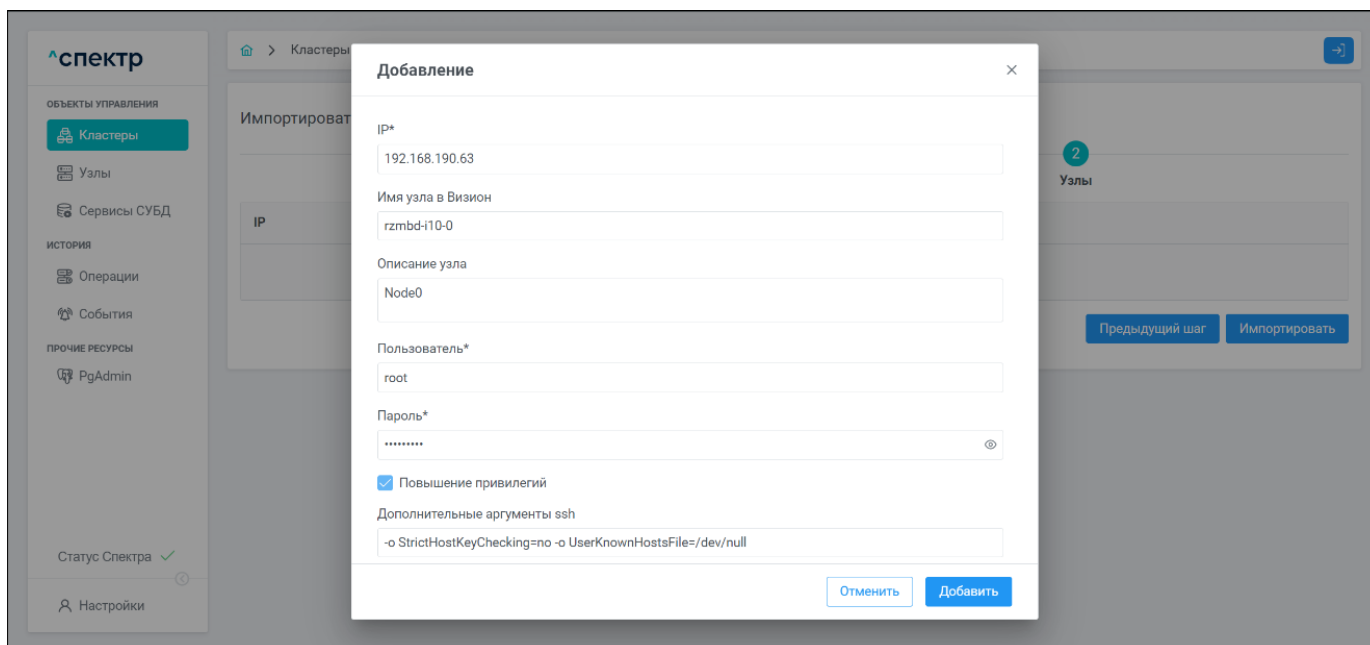 ^спектр
ОБЪЕКТЫ УПРАВЛЕНИЯ
Кластеры
Узлы
Сервисы СУБД
ИСТОРИЯ
Операции
События
ПРОЧИЕ РЕСУРСЫ
PgAdmin
Статус Спектра
Настройки
> Кластеры
Импортироват
IP
2
Узлы
Предыдущий шаг
Импортировать
Добавление
IP*
192.168.190.63
Имя узла в Визион
rzmbd-i10-0
Описание узла
Node0
Пользователь*
root
Пароль*
•••••••••
Повышение привилегий
Дополнительные аргументы ssh
-o StrictHostKeyChecking=no -o UserKnownHostsFile=/dev/null
Отменить
Добавить